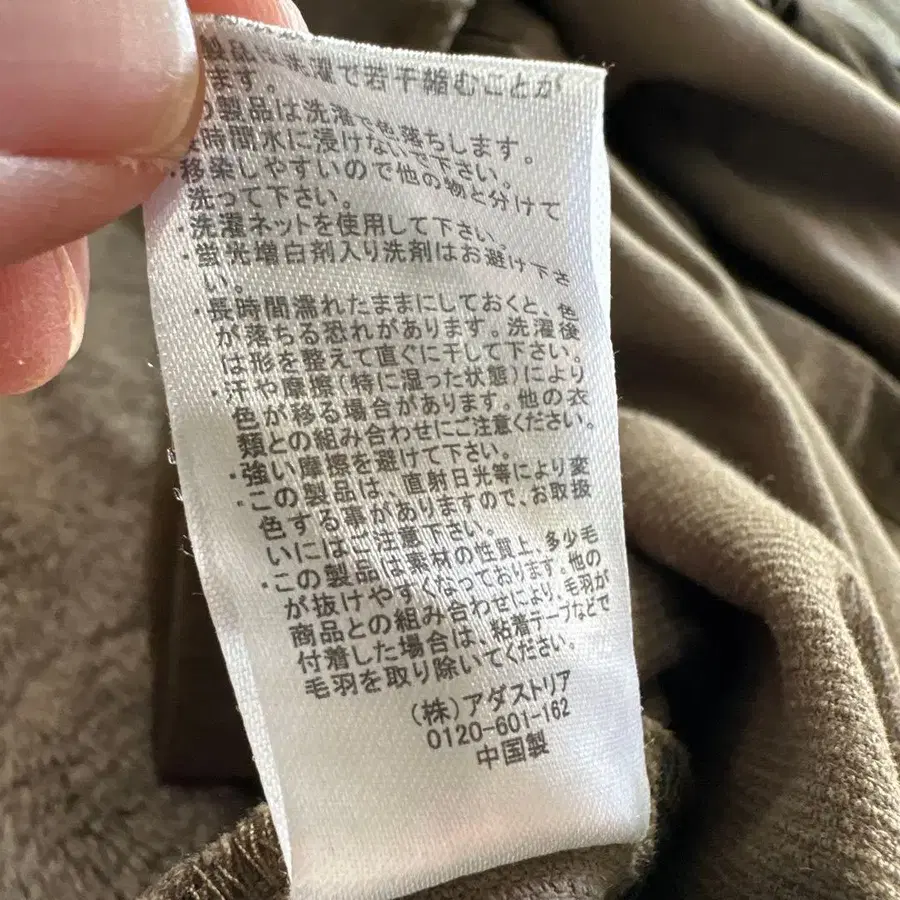 製品は洗濯で若干縮むことが
ます。
の製品は洗濯で色落ちします。
時間水に浸けないで下さい。
・移染しやすいので他の物と分けて
洗って下さい。
・洗濯ネットを使用して下さい。
・蛍光増白剤入り洗剤はお避け下さ
い。
・長時間濡れたままにしておくと、色
が落ちる恐れがあります。洗濯後
は形を整えて直ぐに干して下さい。
・汗や摩擦(特に湿った状態)により
色が移る場合があります。他の衣
類との組み合わせにご注意ください。
・強い摩擦を避けて下さい。
・この製品は、直射日光等により変
色する事がありますので、お取扱
いにはご注意下さい。
・この製品は素材の性質上、多少毛
が抜けやすくなっております。他の
商品との組み合わせにより、毛羽が
付着した場合は、粘着テープなどで
毛羽を取り除いてください。
(株)アダストリア
0120-601-162
中国製